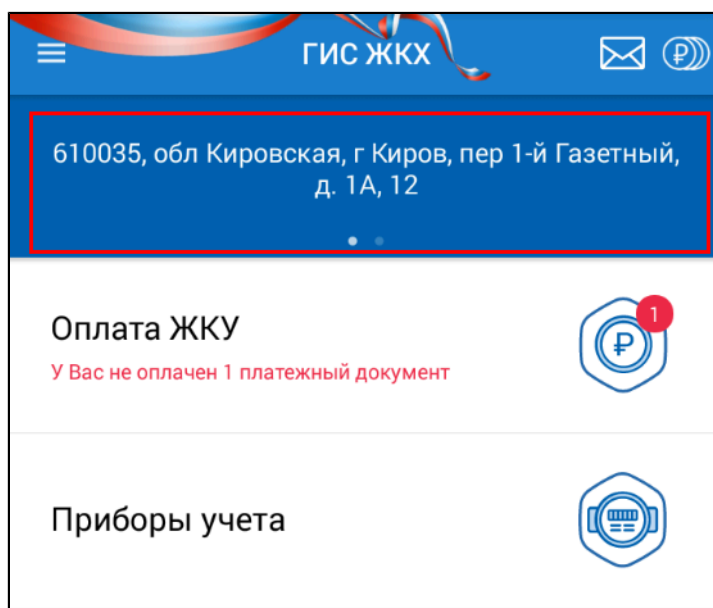 ГИС ЖКХ
610035, обл Кировская, г Киров, пер 1-й Газетный,
д. 1А, 12
Оплата ЖКУ
1
У Вас не оплачен 1 платежный документ
Приборы учета